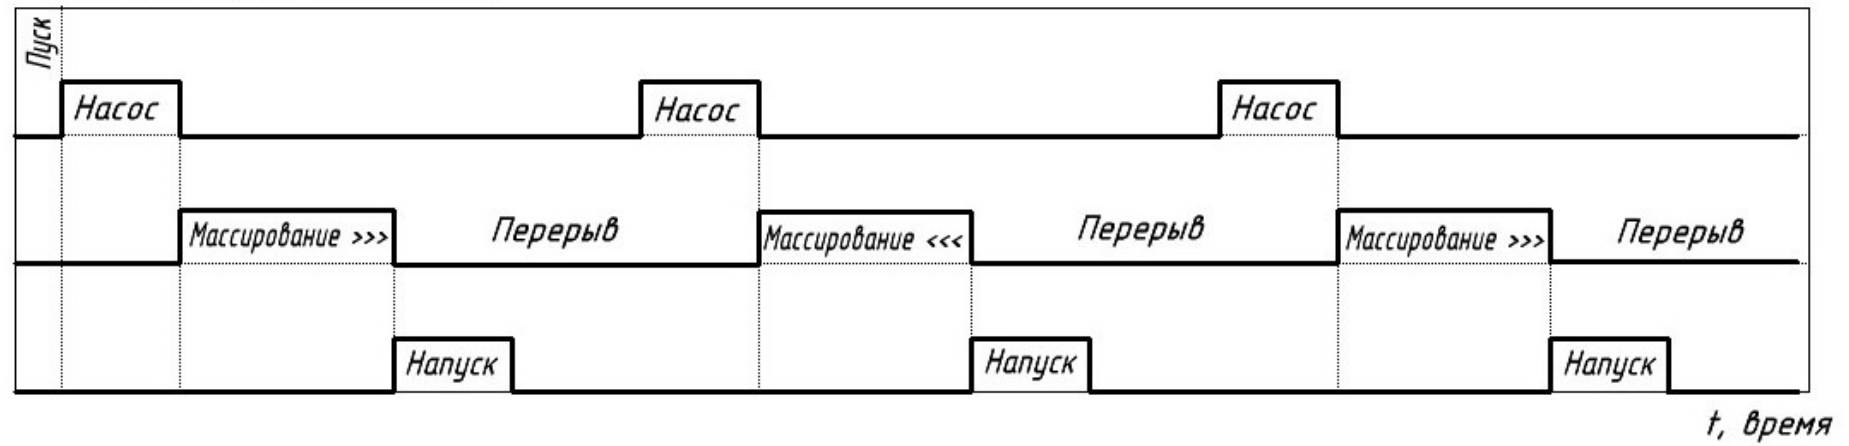 Пуск
Насос
Насос
Насос
Массирование >>>
Перерыв
Массирование <<<
Перерыв
Массирование >>>
Перерыв
Напуск
Напуск
Напуск
t, время